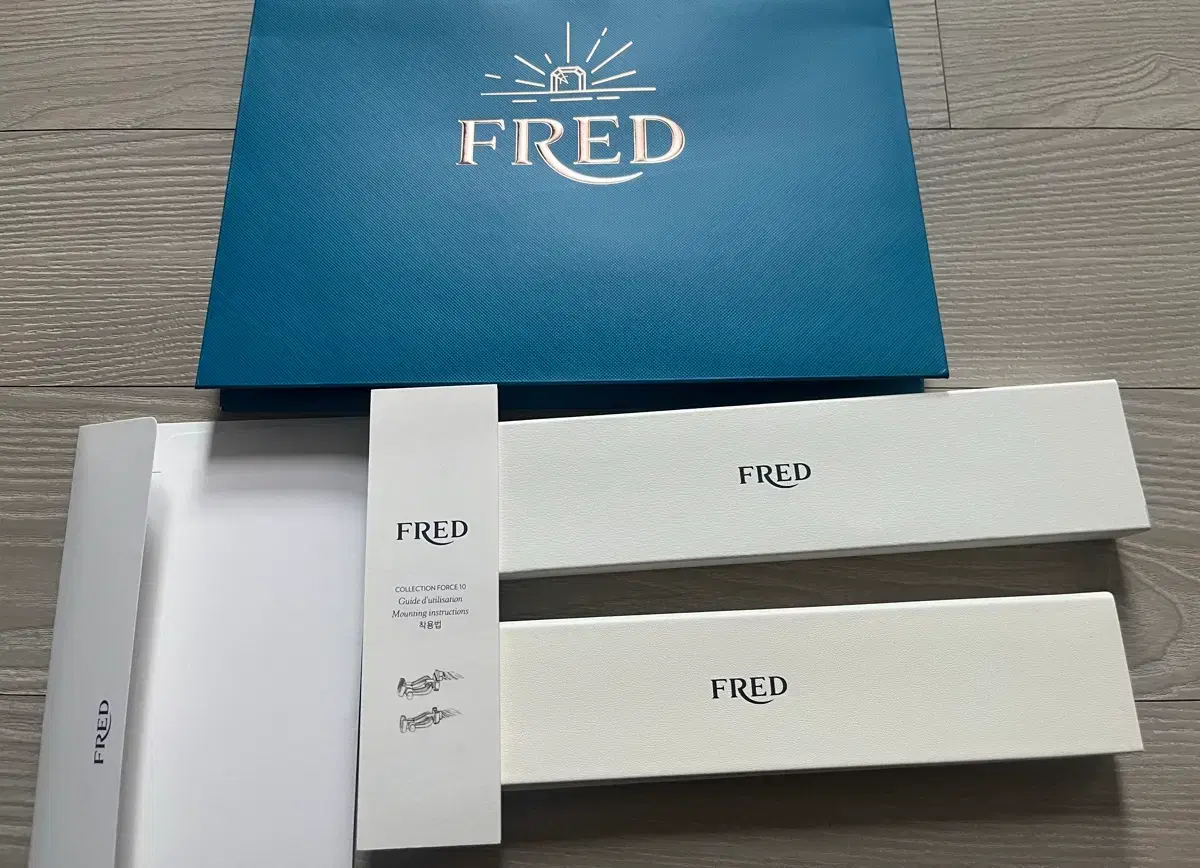 FRED
FRED
FRED
COLLECTION FORCE 10
Guide d'utilisation
Mounting instructions
착용법
FRED
FRED